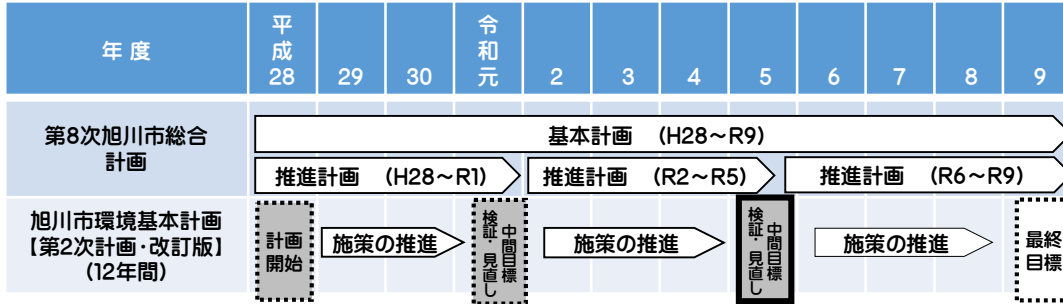 年度
平成28
29
30
令和元
2
3
4
5
6
7
8
9
第8次旭川市総合
計画
基本計画 (H28～R9)
推進計画 (H28～R1)
推進計画 (R2～R5)
推進計画 (R6～R9)
旭川市環境基本計画
【第2次計画・改訂版】
(12年間)
計画
開始
施策の推進
中間目標
検証・見直し
施策の推進
中間目標
検証・見直し
施策の推進
最終
目標